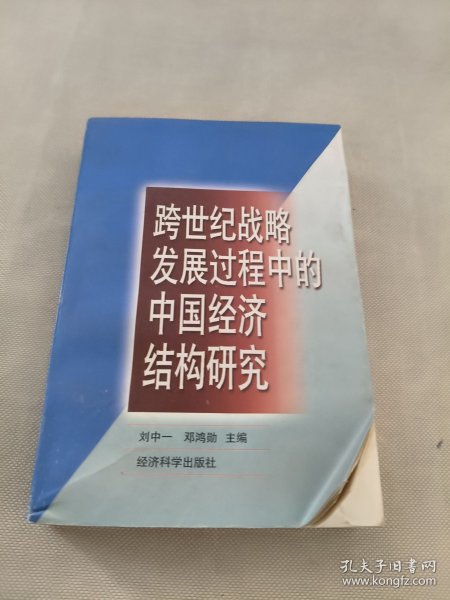 跨世纪战略
发展过程中的
中国经济
结构研究
刘中一 邓鸿勋 主编
经济科学出版社
孔夫子旧书网
www.kongfz.com